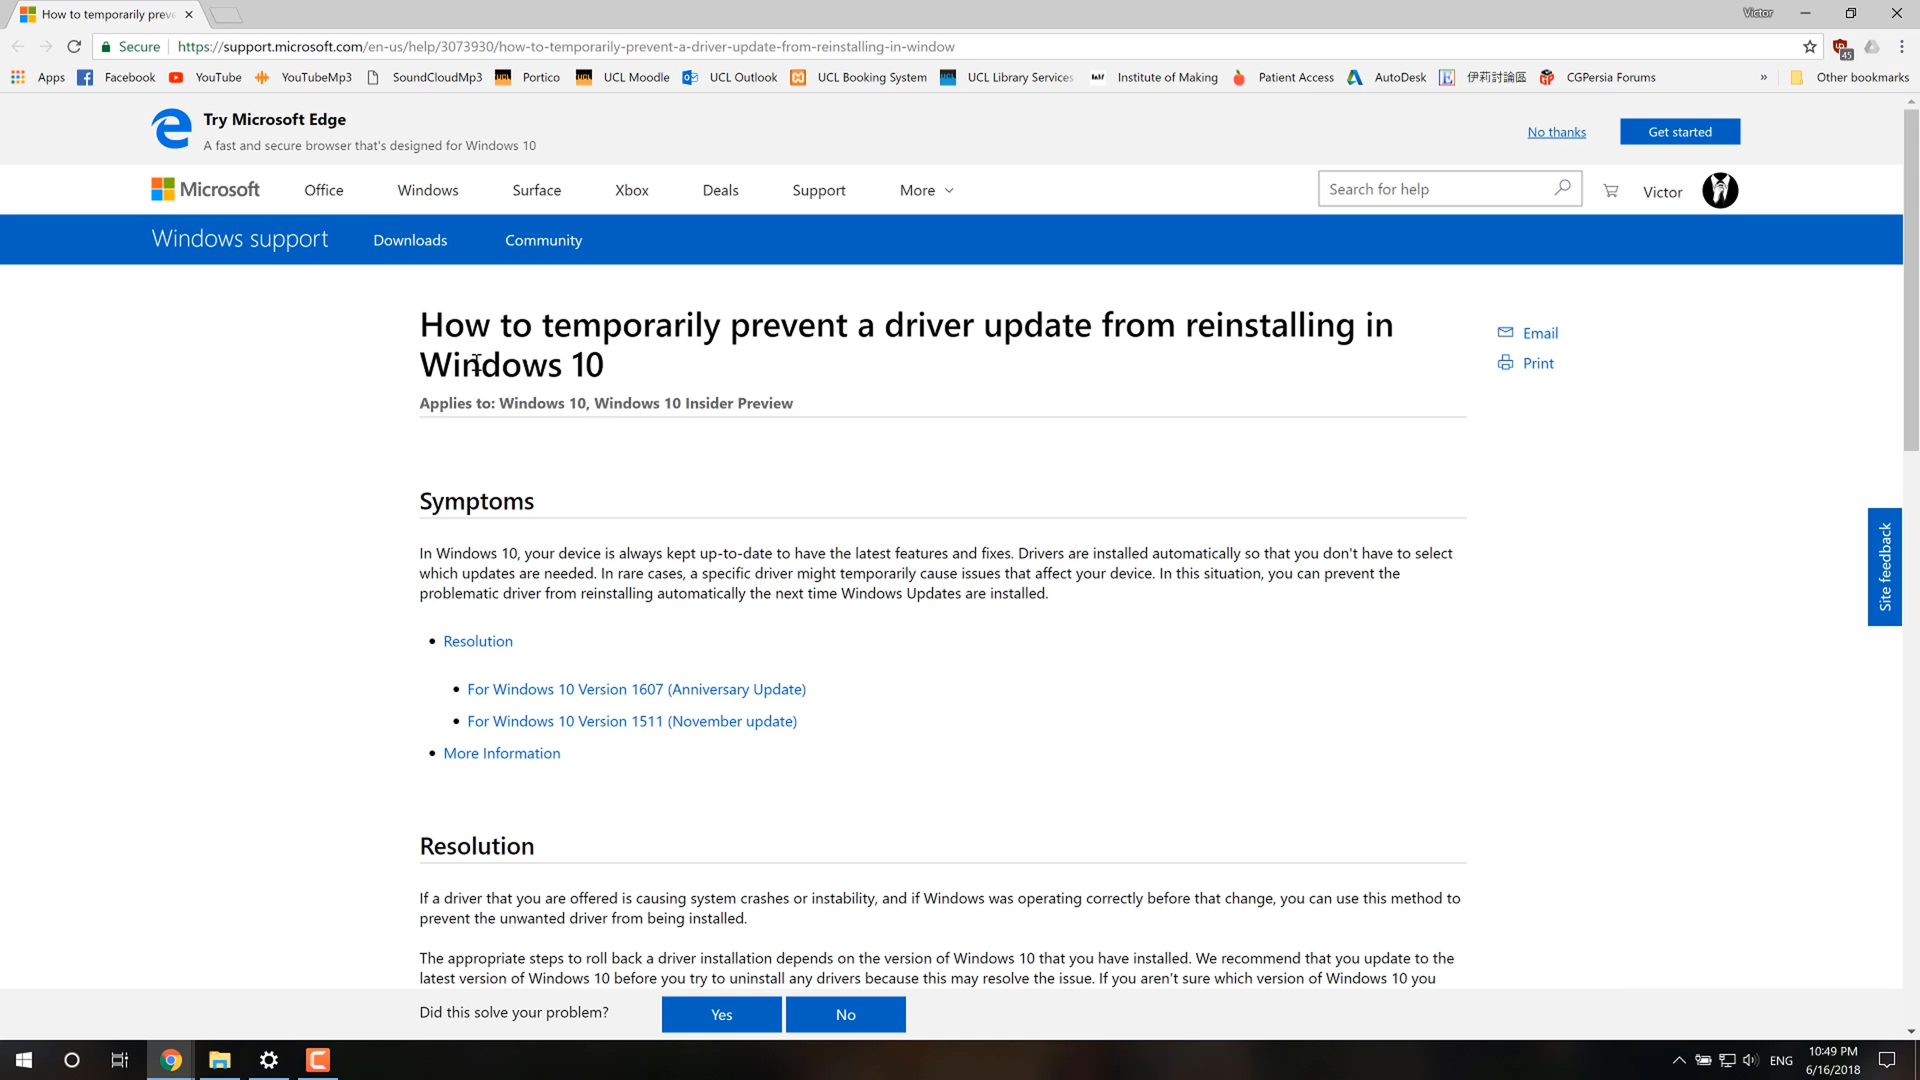 How to temporarily prev
Victor
Secure https://support.microsoft.com/en-us/help/3073930/how-to-temporarily-prevent-a-driver-update-from-reinstalling-in-window
45
Apps Facebook YouTube YouTubeMp3 SoundCloudMp3 Portico UCL Moodle UCL Outlook UCL Booking System UCL Library Services Institute of Making Patient Access AutoDesk 伊莉討論區 CGPersia Forums » Other bookmarks
Try Microsoft Edge
A fast and secure browser that's designed for Windows 10
No thanks Get started
Microsoft Office Windows Surface Xbox Deals Support More Search for help Victor
Windows support Downloads Community
How to temporarily prevent a driver update from reinstalling in
Windows 10
Email
Print
Applies to: Windows 10, Windows 10 Insider Preview
Symptoms
In Windows 10, your device is always kept up-to-date to have the latest features and fixes. Drivers are installed automatically so that you don't have to select
which updates are needed. In rare cases, a specific driver might temporarily cause issues that affect your device. In this situation, you can prevent the
problematic driver from reinstalling automatically the next time Windows Updates are installed.
Site feedback
• Resolution
• For Windows 10 Version 1607 (Anniversary Update)
• For Windows 10 Version 1511 (November update)
• More Information
Resolution
If a driver that you are offered is causing system crashes or instability, and if Windows was operating correctly before that change, you can use this method to
prevent the unwanted driver from being installed.
The appropriate steps to roll back a driver installation depends on the version of Windows 10 that you have installed. We recommend that you update to the
latest version of Windows 10 before you try to uninstall any drivers because this may resolve the issue. If you aren't sure which version of Windows 10 you
Did this solve your problem? Yes No
ENG
10:49 PM
6/16/2018